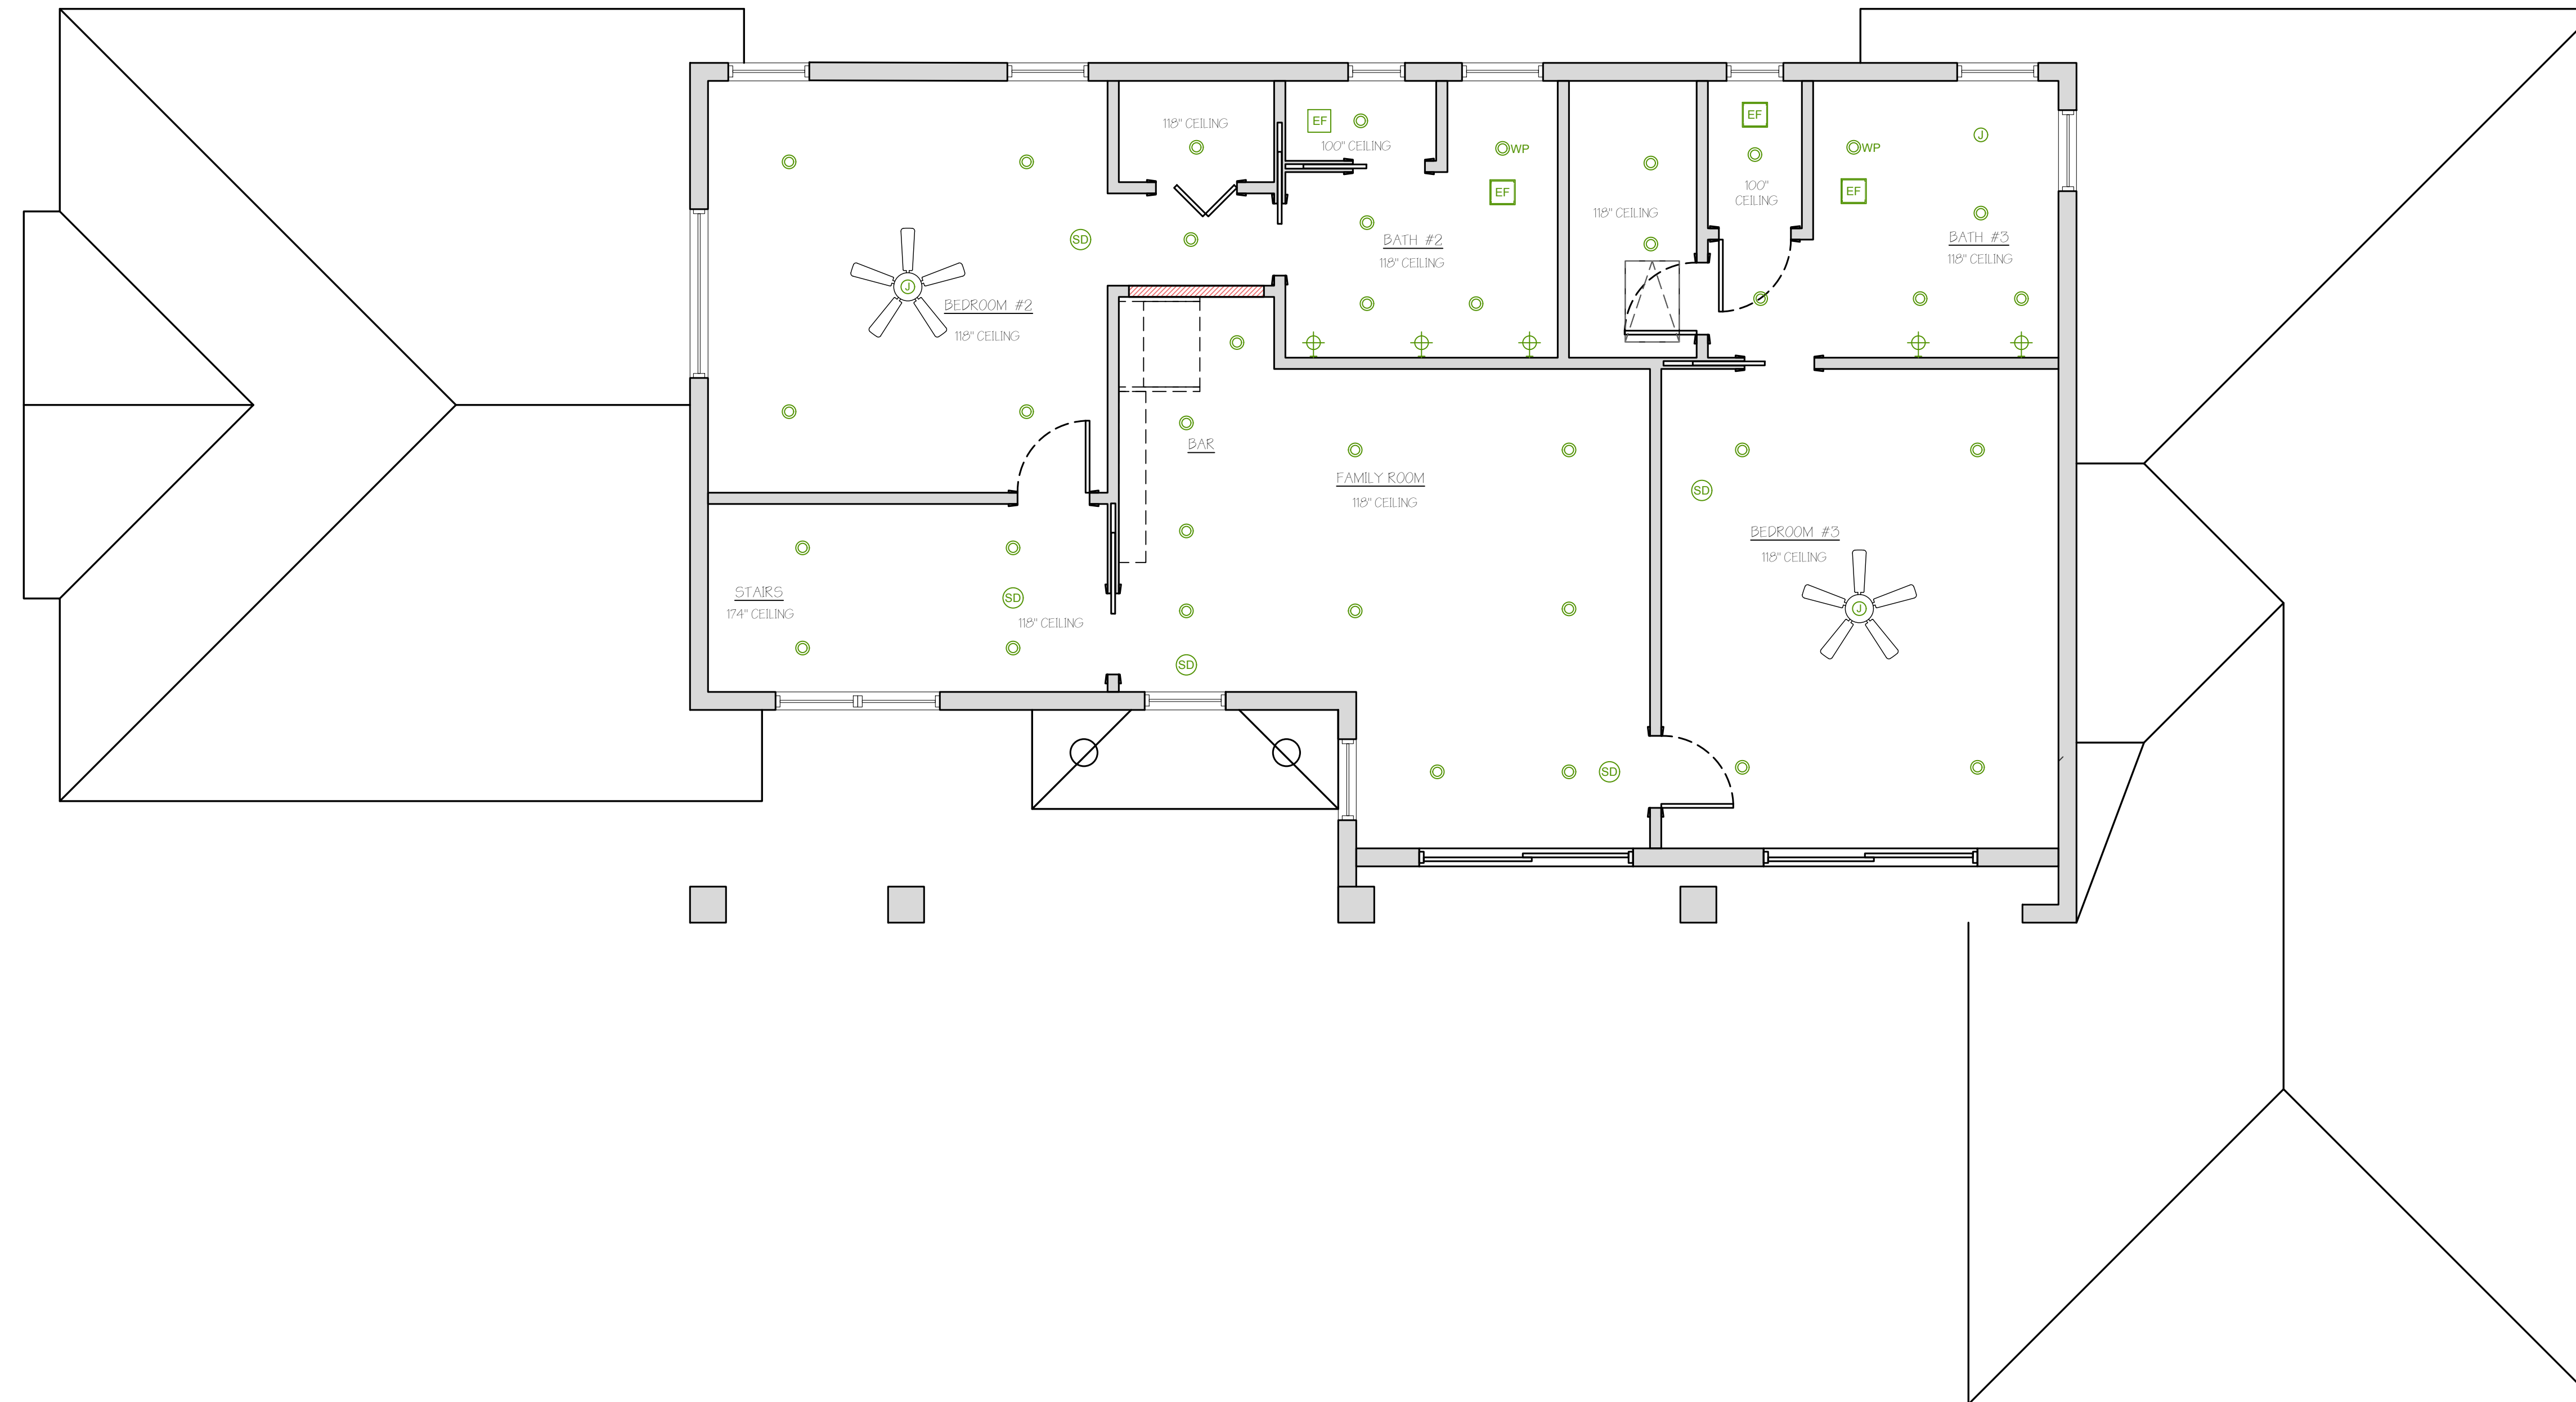 118" CEILING
EF
100" CEILING
WP
EF
EF
100"
CEILING
WP
J
EF
118" CEILING
SD
BATH #2
118" CEILING
BATH #3
118" CEILING
J
BEDROOM #2
118" CEILING
BAR
FAMILY ROOM
118" CEILING
SD
BEDROOM #3
118" CEILING
J
STAIRS
174" CEILING
SD
118" CEILING
SD
SD